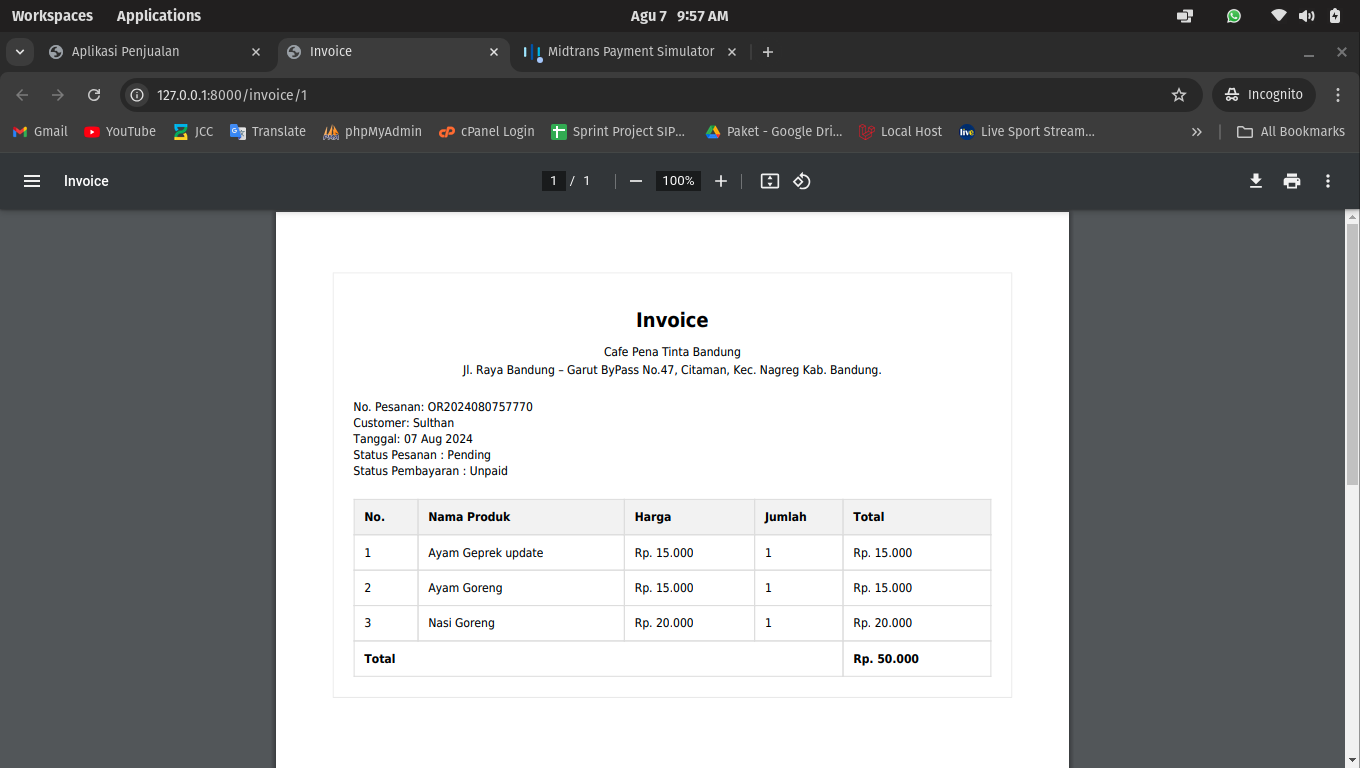 Workspaces Applications Agu 7 9:57 AM
Aplikasi Penjualan Invoice Midtrans Payment Simulator
127.0.0.1:8000/invoice/1 Incognito
Gmail YouTube JCC Translate phpMyAdmin cPanel Login Sprint Project SIP... Paket - Google Dri... Local Host Live Sport Stream... » All Bookmarks
Invoice 1 / 1 100%
Invoice
Cafe Pena Tinta Bandung
Jl. Raya Bandung – Garut ByPass No.47, Citaman, Kec. Nagreg Kab. Bandung.
No. Pesanan: OR2024080757770
Customer: Sulthan
Tanggal: 07 Aug 2024
Status Pesanan : Pending
Status Pembayaran : Unpaid
No. Nama Produk Harga Jumlah Total
1 Ayam Geprek update Rp. 15.000 1 Rp. 15.000
2 Ayam Goreng Rp. 15.000 1 Rp. 15.000
3 Nasi Goreng Rp. 20.000 1 Rp. 20.000
Total Rp. 50.000